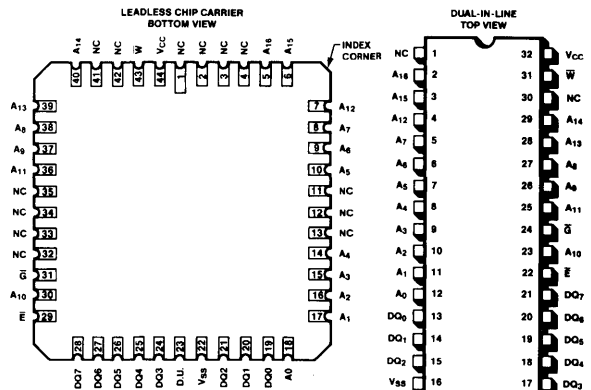 LEADLESS CHIP CARRIER
BOTTOM VIEW
A14 NC NC W̅ VCC NC NC NC NC A16 A15
40 41 42 43 44 1 2 3 4 5 6
INDEX
CORNER
A13 39
A8 38
A9 37
A11 36
NC 35
NC 34
NC 33
NC 32
G̅I̅ 31
A10 30
E̅ 29
7 A12
8 A7
9 A6
10 A5
11 NC
12 NC
13 NC
14 A4
15 A3
16 A2
17 A1
28 27 26 25 24 23 22 21 20 19 18
DQ7 DQ6 DQ5 DQ4 DQ3 D.U. VSS DQ2 DQ1 DQ0 A0
DUAL-IN-LINE
TOP VIEW
NC 1 32 VCC
A16 2 31 W̅
A15 3 30 NC
A12 4 29 A14
A7 5 28 A13
A6 6 27 A8
A5 7 26 A9
A4 8 25 A11
A3 9 24 G̅I̅
A2 10 23 A10
A1 11 22 E̅
A0 12 21 DQ7
DQ0 13 20 DQ6
DQ1 14 19 DQ5
DQ2 15 18 DQ4
VSS 16 17 DQ3